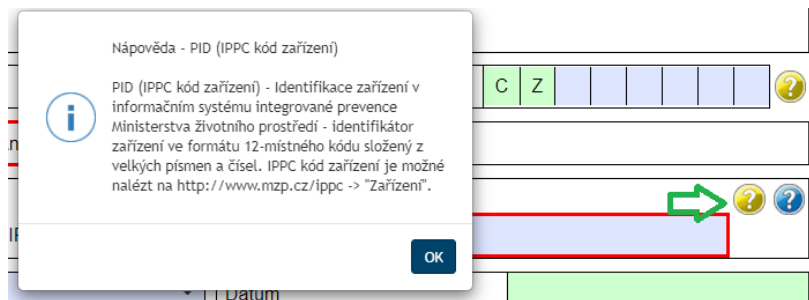 Nápověda - PID (IPPC kód zařízení)
C Z
PID (IPPC kód zařízení) - Identifikace zařízení v
informačním systému integrované prevence
Ministerstva životního prostředí - identifikátor
zařízení ve formátu 12-místného kódu složený z
velkých písmen a čísel. IPPC kód zařízení je možné
nalézt na http://www.mzp.cz/ippc -> "Zařízení".
OK
Datum